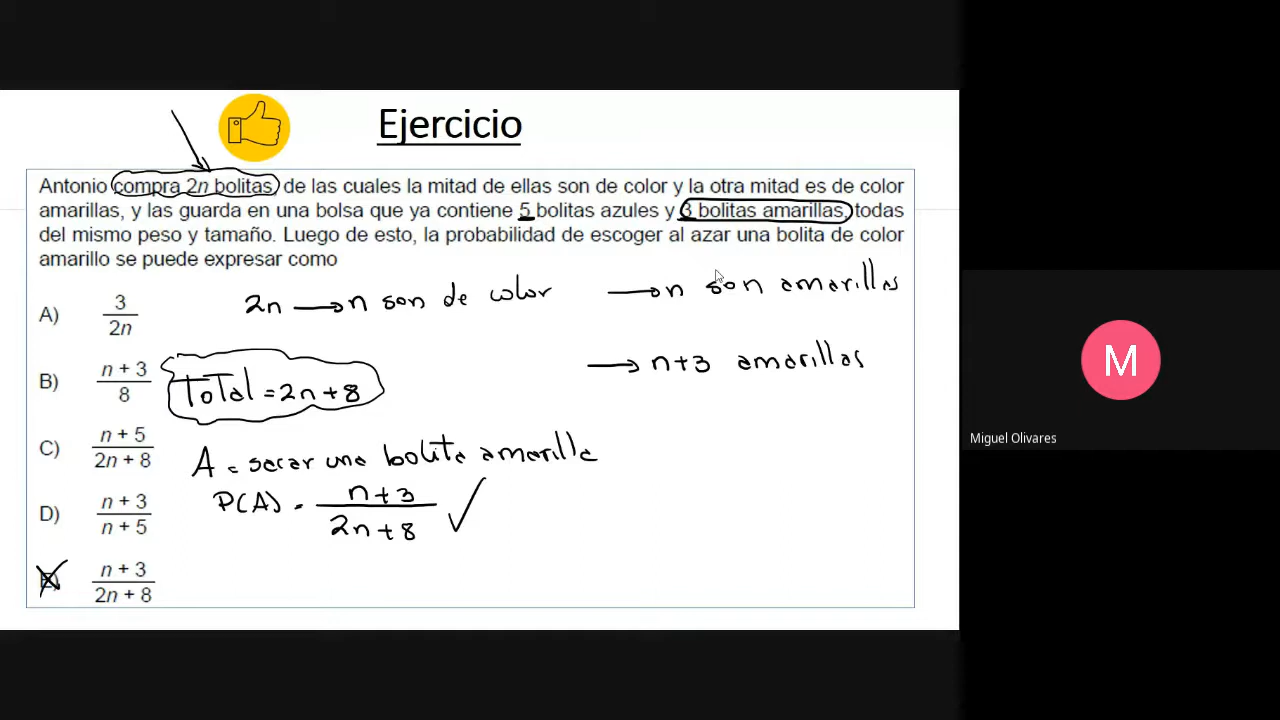 Ejercicio
Antonio compra 2n bolitas, de las cuales la mitad de ellas son de color y la otra mitad es de color
amarillas, y las guarda en una bolsa que ya contiene 5 bolitas azules y 3 bolitas amarillas, todas
del mismo peso y tamaño. Luego de esto, la probabilidad de escoger al azar una bolita de color
amarillo se puede expresar como
2n → n son de color → n son amarillas
A) 3/2n
→ n+3 amarillas
B) n + 3/8
Total = 2n + 8
C) n + 5/2n + 8
A = sacar una bolita amarilla
D) n + 3/n + 5
P(A) = n+3/2n+8 ✓
E) n + 3/2n + 8
M
Miguel Olivares